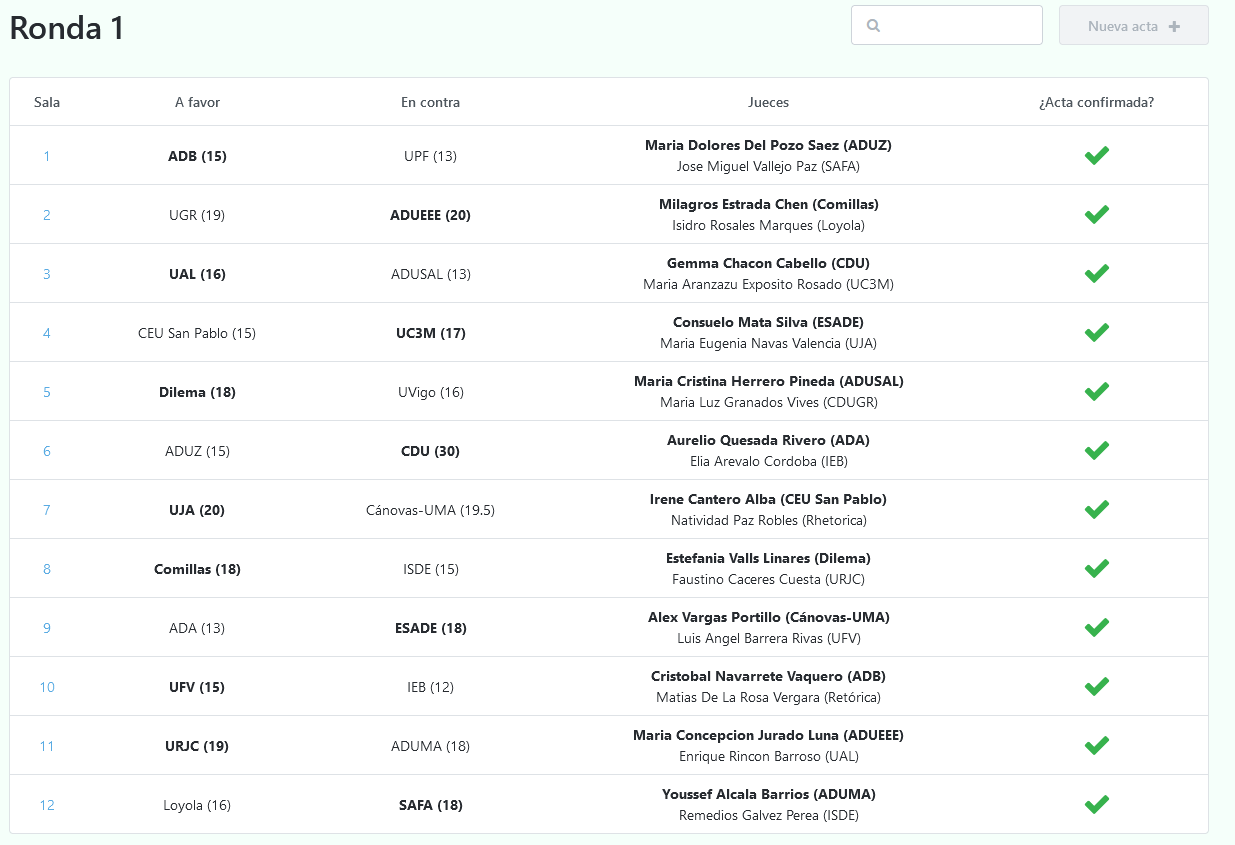 Ronda 1
Nueva acta
Sala A favor En contra Jueces ¿Acta confirmada?
1 ADB (15) UPF (13) Maria Dolores Del Pozo Saez (ADUZ)
Jose Miguel Vallejo Paz (SAFA)
2 UGR (19) ADUEEE (20) Milagros Estrada Chen (Comillas)
Isidro Rosales Marques (Loyola)
3 UAL (16) ADUSAL (13) Gemma Chacon Cabello (CDU)
Maria Aranzazu Exposito Rosado (UC3M)
4 CEU San Pablo (15) UC3M (17) Consuelo Mata Silva (ESADE)
Maria Eugenia Navas Valencia (UJA)
5 Dilema (18) UVigo (16) Maria Cristina Herrero Pineda (ADUSAL)
Maria Luz Granados Vives (CDUGR)
6 ADUZ (15) CDU (30) Aurelio Quesada Rivero (ADA)
Elia Arevalo Cordoba (IEB)
7 UJA (20) Cánovas-UMA (19.5) Irene Cantero Alba (CEU San Pablo)
Natividad Paz Robles (Rhetorica)
8 Comillas (18) ISDE (15) Estefania Valls Linares (Dilema)
Faustino Caceres Cuesta (URJC)
9 ADA (13) ESADE (18) Alex Vargas Portillo (Cánovas-UMA)
Luis Angel Barrera Rivas (UFV)
10 UFV (15) IEB (12) Cristobal Navarrete Vaquero (ADB)
Matias De La Rosa Vergara (Retórica)
11 URJC (19) ADUMA (18) Maria Concepcion Jurado Luna (ADUEEE)
Enrique Rincon Barroso (UAL)
12 Loyola (16) SAFA (18) Youssef Alcala Barrios (ADUMA)
Remedios Galvez Perea (ISDE)